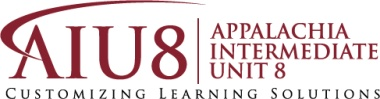 AIU8
APPALACHIA
INTERMEDIATE
UNIT 8
CUSTOMIZING LEARNING SOLUTIONS